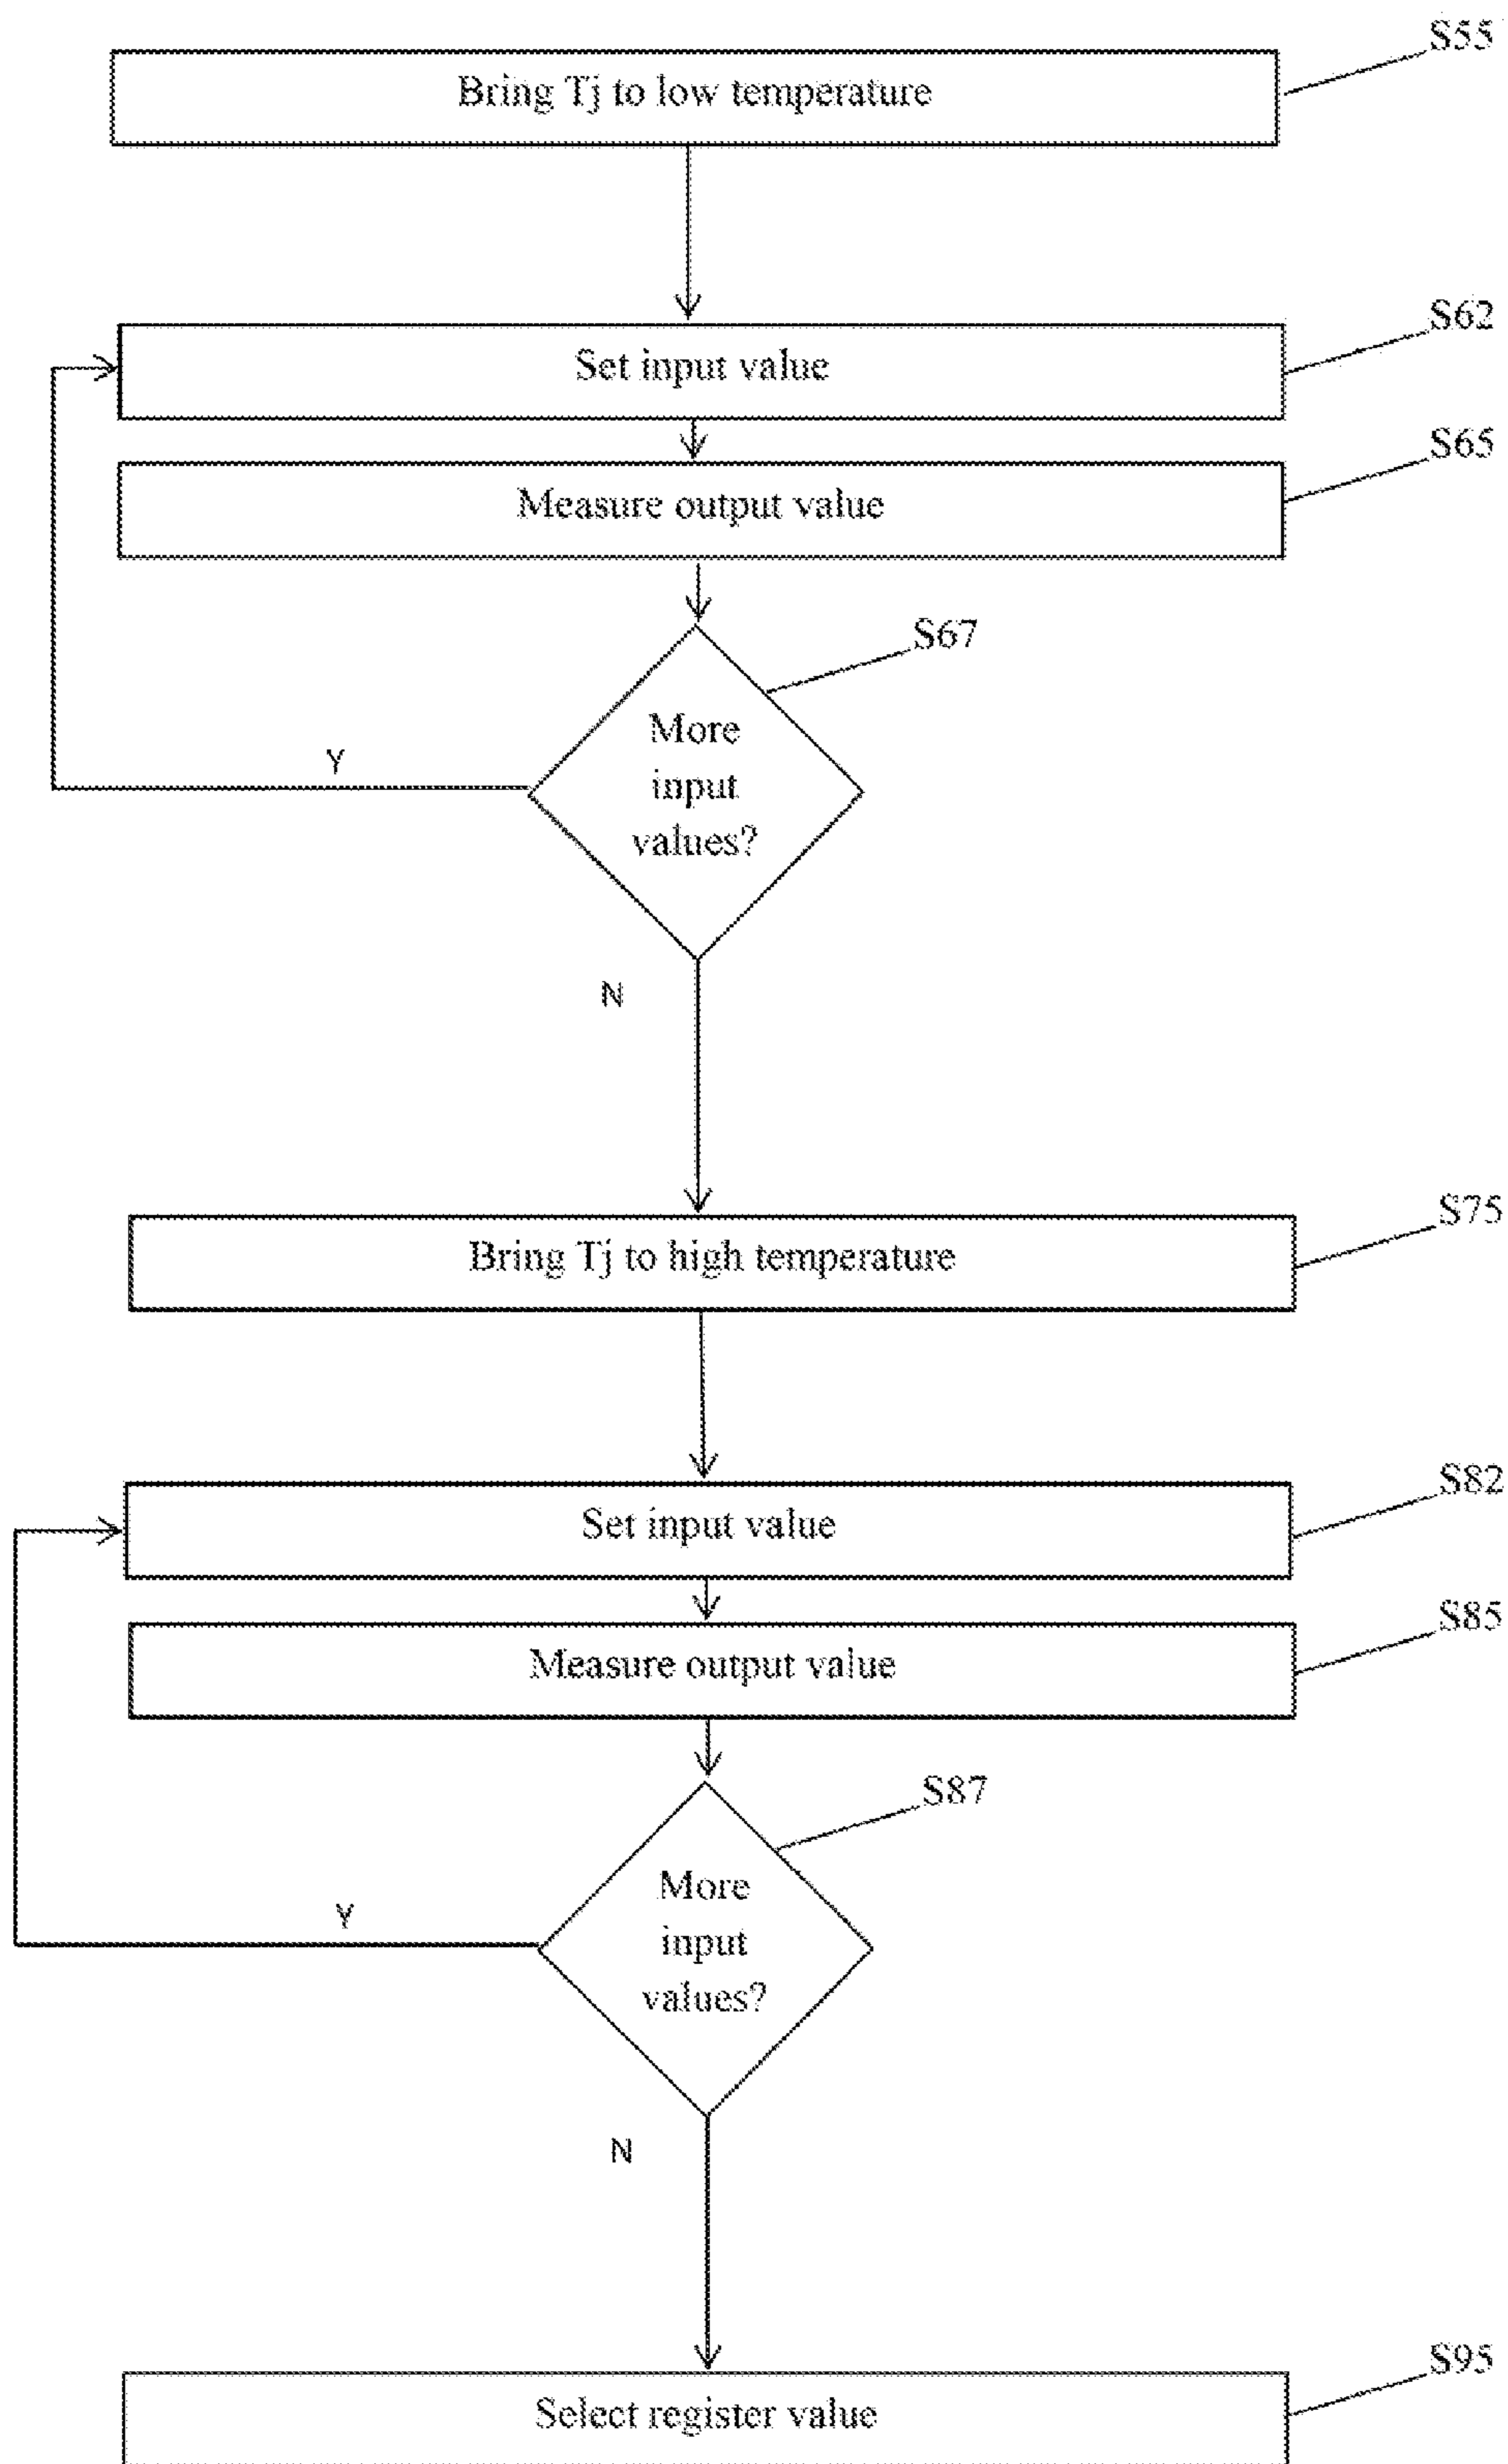 S55
Bring Tj to low temperature
S62
Set input value
S65
Measure output value
S67
More
input
values?
Y
N
S75
Bring Tj to high temperature
S82
Set input value
S85
Measure output value
S87
More
input
values?
Y
N
S95
Select register value